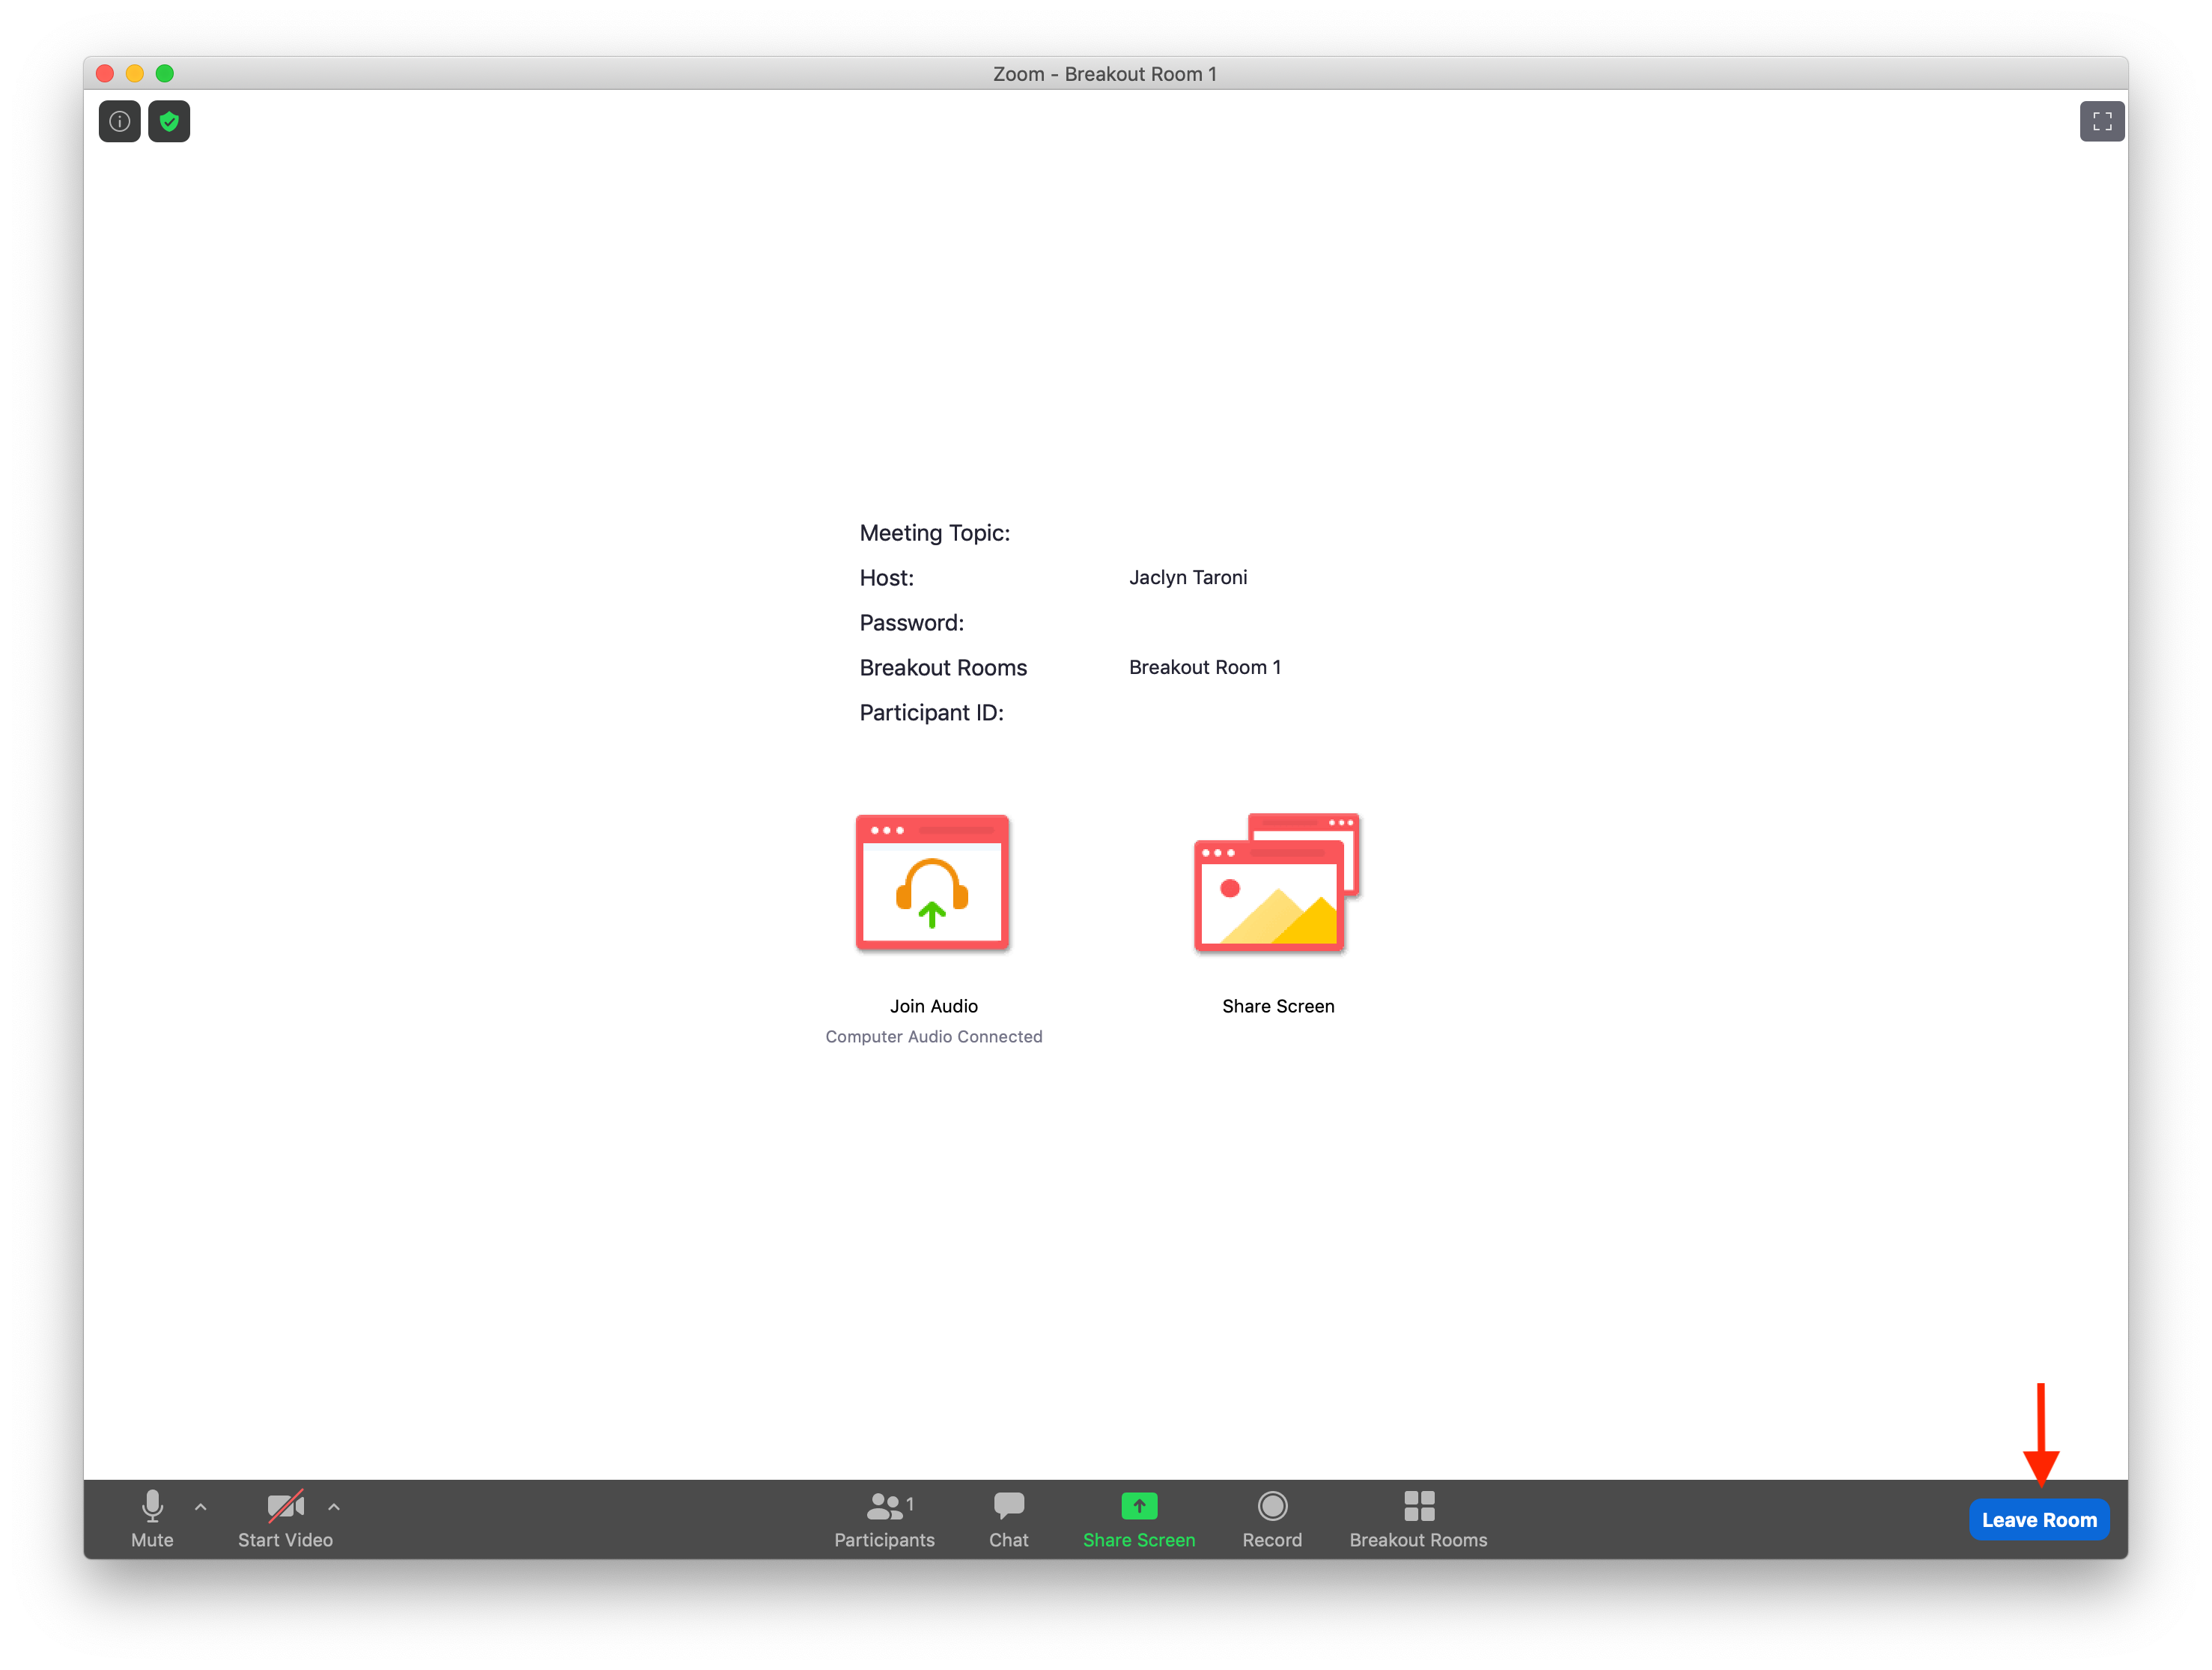 Zoom - Breakout Room 1
Meeting Topic:
Host: Jaclyn Taroni
Password:
Breakout Rooms Breakout Room 1
Participant ID:
Join Audio Share Screen
Computer Audio Connected
1
Mute Start Video Participants Chat Share Screen Record Breakout Rooms Leave Room